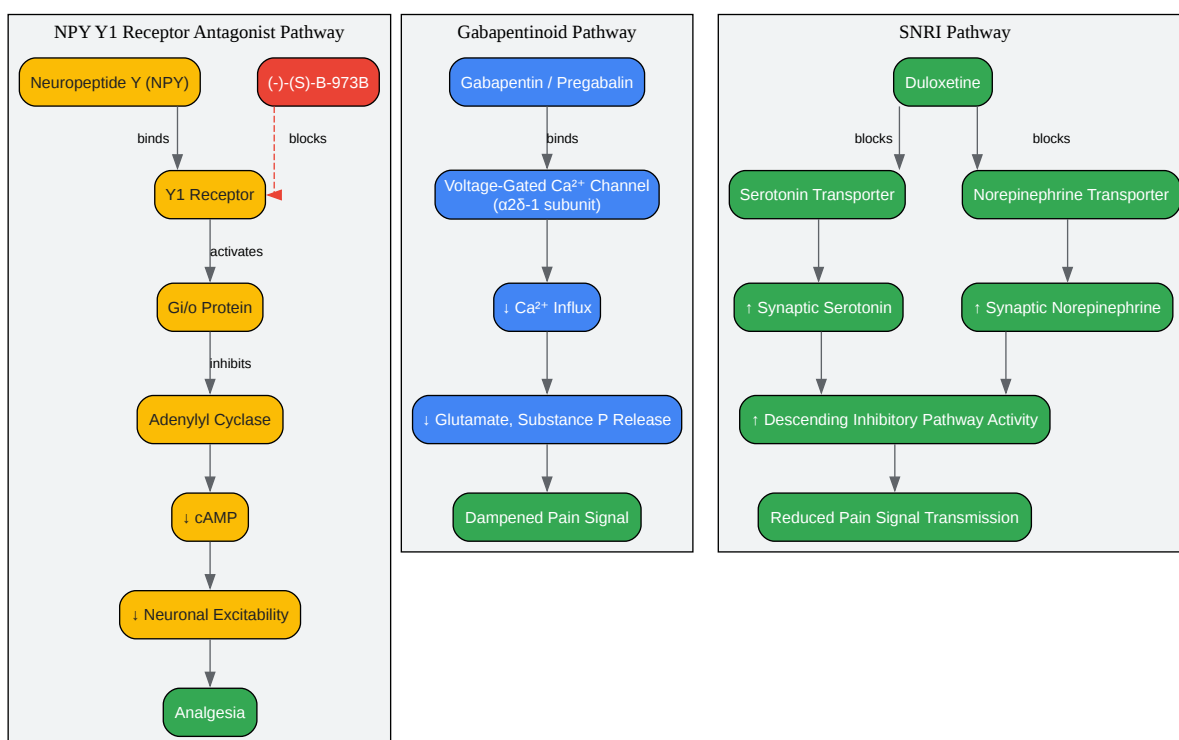 NPY Y1 Receptor Antagonist Pathway
Neuropeptide Y (NPY)
(-)-(S)-B-973B
binds
blocks
Y1 Receptor
activates
Gi/o Protein
inhibits
Adenylyl Cyclase
↓ cAMP
↓ Neuronal Excitability
Analgesia
Gabapentinoid Pathway
Gabapentin / Pregabalin
binds
Voltage-Gated Ca²⁺ Channel
(α2δ-1 subunit)
↓ Ca²⁺ Influx
↓ Glutamate, Substance P Release
Dampened Pain Signal
SNRI Pathway
Duloxetine
blocks
blocks
Serotonin Transporter
Norepinephrine Transporter
↑ Synaptic Serotonin
↑ Synaptic Norepinephrine
↑ Descending Inhibitory Pathway Activity
Reduced Pain Signal Transmission